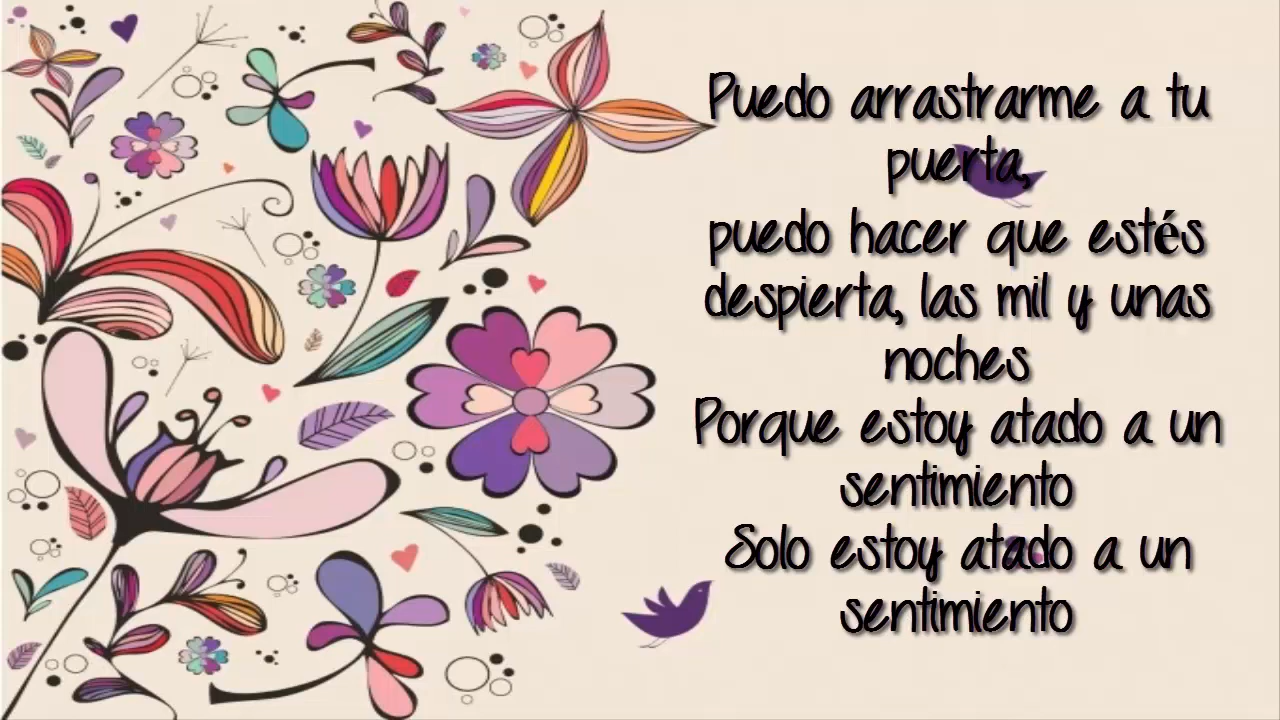 Puedo arrastrarme a tu
puerta,
puedo hacer que estés
despierta, las mil y unas
noches
Porque estoy atado a un
sentimiento
Solo estoy atado a un
sentimiento